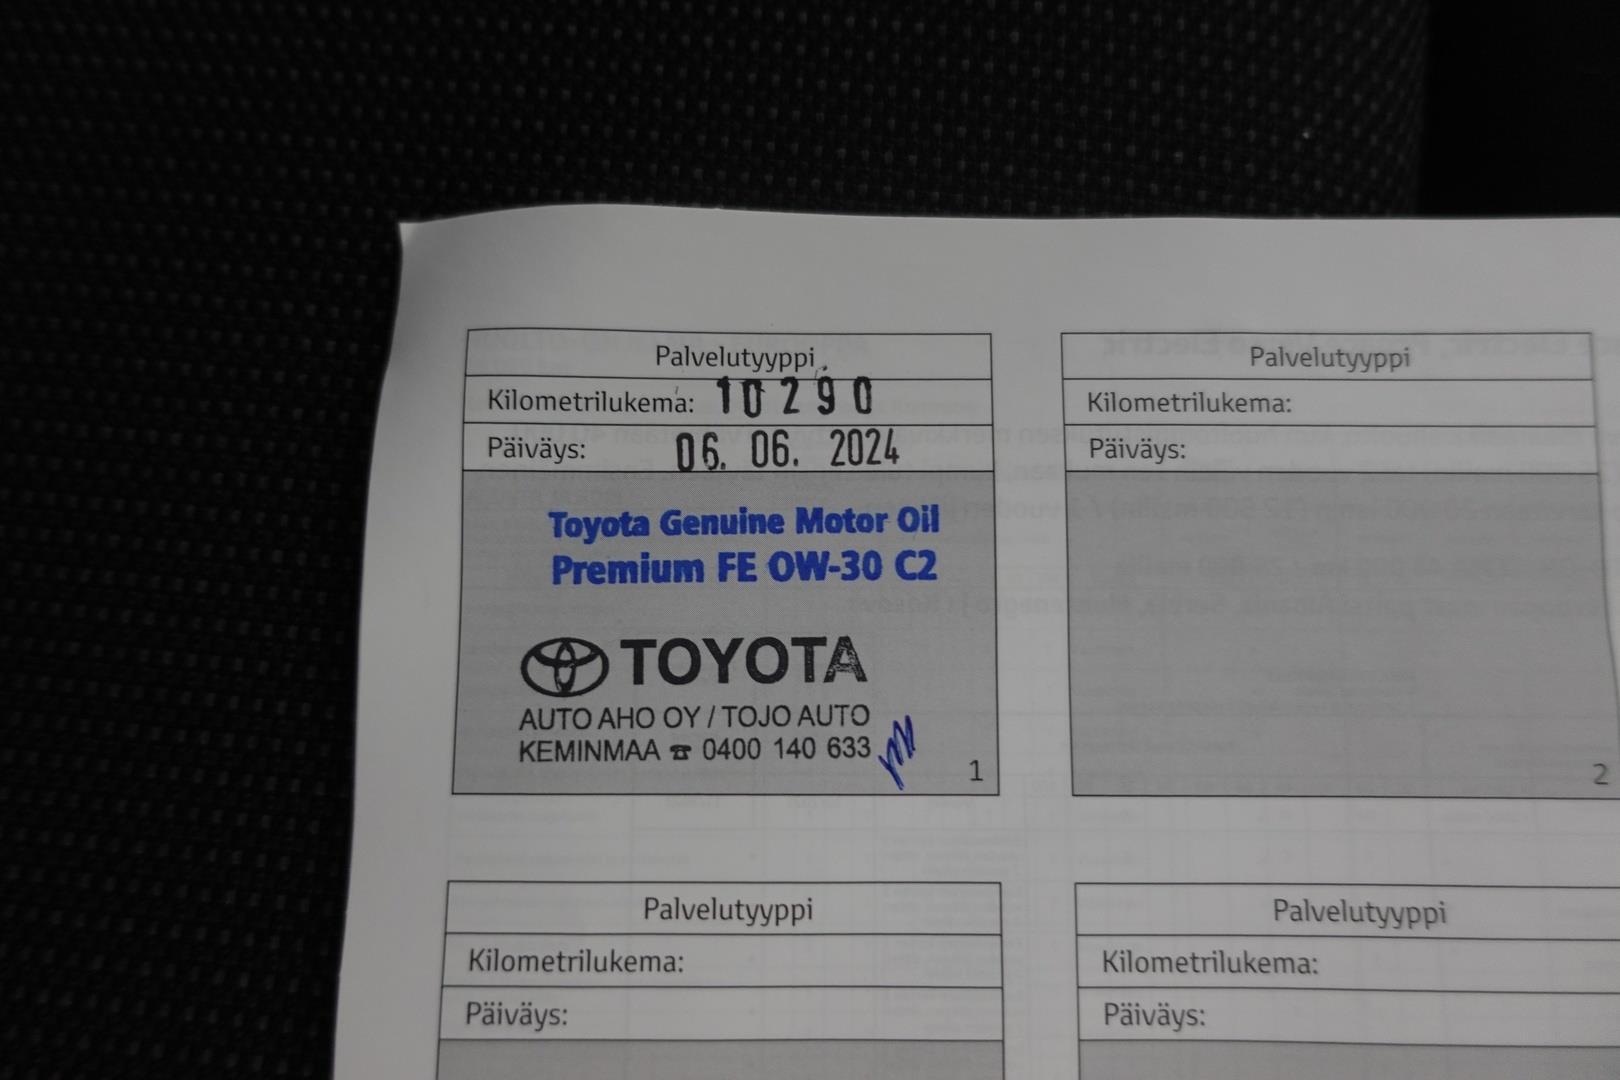 Palvelutyyppi
Kilometrilukema: 10290
Päiväys: 06. 06. 2024
Toyota Genuine Motor Oil
Premium FE 0W-30 C2
TOYOTA
AUTO AHO OY / TOJO AUTO
KEMINMAA ☎ 0400 140 633
1
Palvelutyyppi
Kilometrilukema:
Päiväys:
2
Palvelutyyppi
Kilometrilukema:
Päiväys:
Palvelutyyppi
Kilometrilukema:
Päiväys: